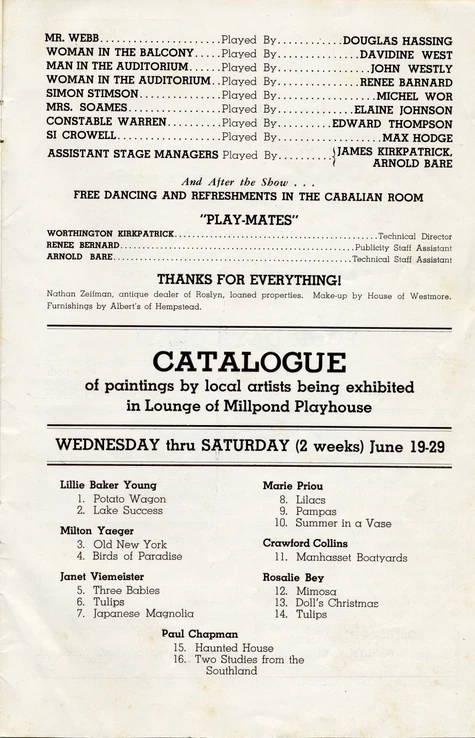 MR. WEBB..........................Played By..............DOUGLAS HASSING
WOMAN IN THE BALCONY.....Played By.................DAVIDINE WEST
MAN IN THE AUDITORIUM......Played By...................JOHN WESTLY
WOMAN IN THE AUDITORIUM..Played By.................RENEE BARNARD
SIMON STIMSON.................Played By....................MICHEL WOR
MRS. SOAMES....................Played By................ELAINE JOHNSON
CONSTABLE WARREN...........Played By............EDWARD THOMPSON
SI CROWELL......................Played By.....................MAX HODGE
ASSISTANT STAGE MANAGERS Played By..........{JAMES KIRKPATRICK,
ARNOLD BARE
And After the Show . . .
FREE DANCING AND REFRESHMENTS IN THE CABALIAN ROOM
"PLAY-MATES"
WORTHINGTON KIRKPATRICK..........................................Technical Director
RENEE BERNARD.................................................Publicity Staff Assistant
ARNOLD BARE...................................................Technical Staff Assistant
THANKS FOR EVERYTHING!
Nathan Zeifman, antique dealer of Roslyn, loaned properties. Make-up by House of Westmore.
Furnishings by Albert's of Hempstead.
CATALOGUE
of paintings by local artists being exhibited
in Lounge of Millpond Playhouse
WEDNESDAY thru SATURDAY (2 weeks) June 19-29
Lillie Baker Young
1. Potato Wagon
2. Lake Success
Milton Yaeger
3. Old New York
4. Birds of Paradise
Janet Viemeister
5. Three Babies
6. Tulips
7. Japanese Magnolia
Marie Priou
8. Lilacs
9. Pampas
10. Summer in a Vase
Crawford Collins
11. Manhasset Boatyards
Rosalie Bey
12. Mimosa
13. Doll's Christmas
14. Tulips
Paul Chapman
15. Haunted House
16. Two Studies from the
Southland